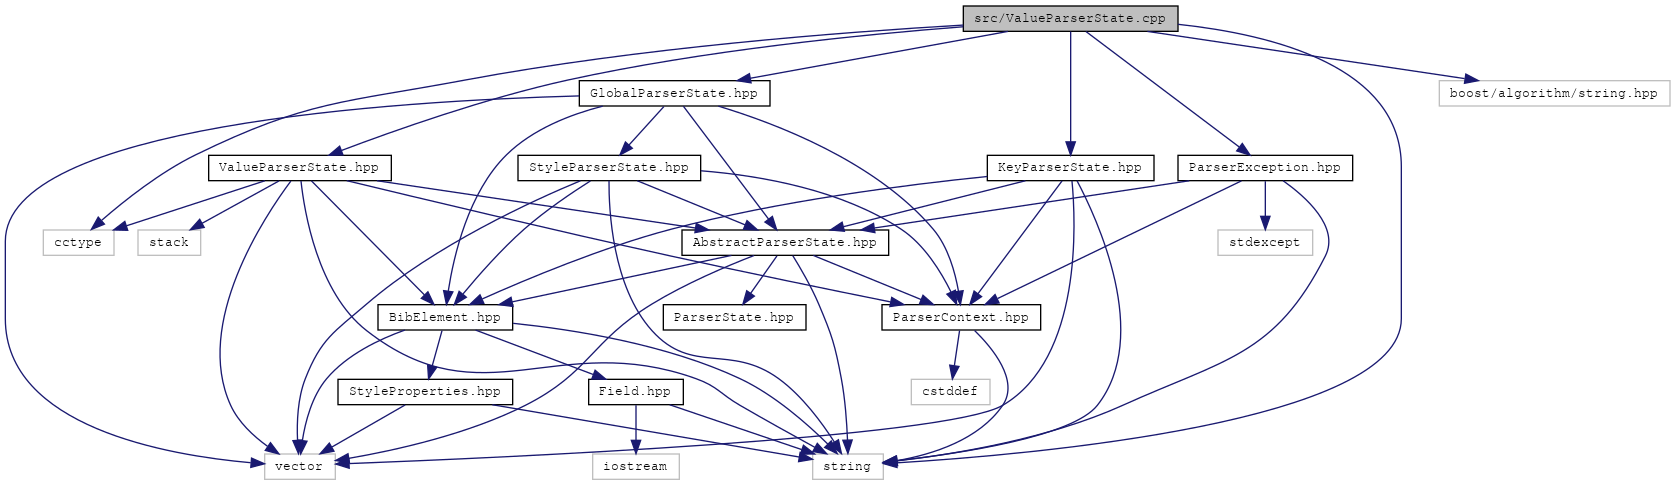 src/ValueParserState.cpp
GlobalParserState.hpp
boost/algorithm/string.hpp
ValueParserState.hpp
StyleParserState.hpp
KeyParserState.hpp
ParserException.hpp
cctype
stack
AbstractParserState.hpp
stdexcept
BibElement.hpp
ParserState.hpp
ParserContext.hpp
StyleProperties.hpp
Field.hpp
cstddef
vector
iostream
string